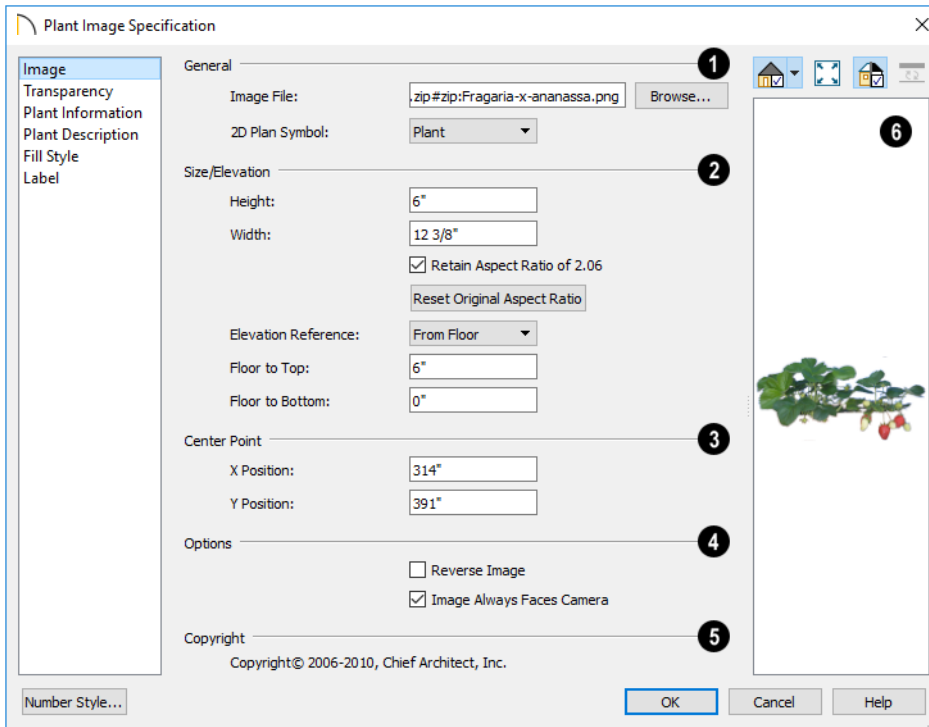 Plant Image Specification
Image
Transparency
Plant Information
Plant Description
Fill Style
Label
General
1
Image File:
.zip#zip:Fragaria-x-ananassa.png
Browse...
2D Plan Symbol:
Plant
Size/Elevation
2
Height:
6"
Width:
12 3/8"
Retain Aspect Ratio of 2.06
Reset Original Aspect Ratio
Elevation Reference:
From Floor
Floor to Top:
6"
Floor to Bottom:
0"
Center Point
3
X Position:
314"
Y Position:
391"
Options
4
Reverse Image
Image Always Faces Camera
Copyright
5
Copyright© 2006-2010, Chief Architect, Inc.
6
Number Style...
OK
Cancel
Help